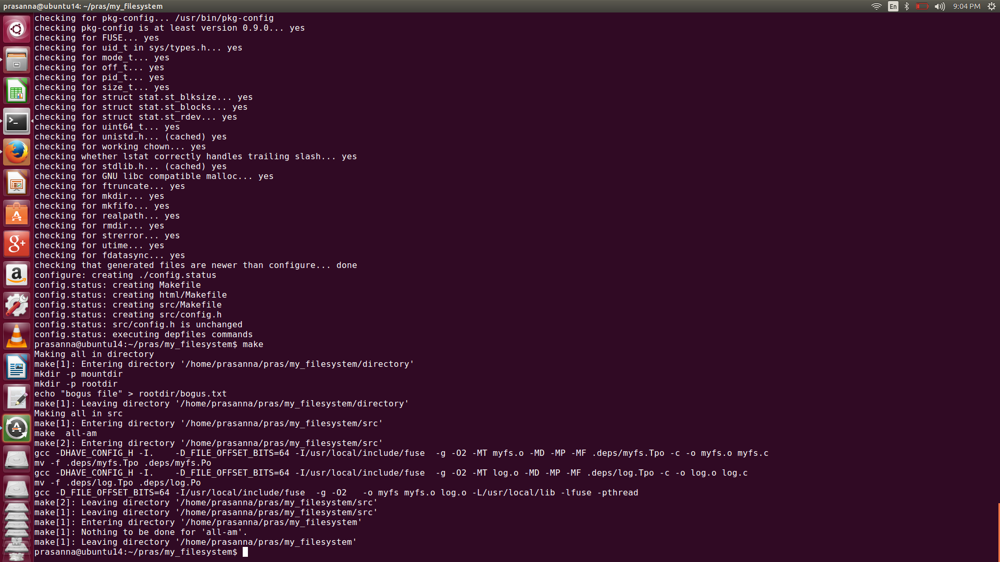 prasanna@ubuntu14: ~/pras/my_filesystem
En
9:04 PM
checking for pkg-config... /usr/bin/pkg-config
checking pkg-config is at least version 0.9.0... yes
checking for FUSE... yes
checking for uid_t in sys/types.h... yes
checking for mode_t... yes
checking for off_t... yes
checking for pid_t... yes
checking for size_t... yes
checking for struct stat.st_blksize... yes
checking for struct stat.st_blocks... yes
checking for struct stat.st_rdev... yes
checking for uint64_t... yes
checking for unistd.h... (cached) yes
checking for working chown... yes
checking whether lstat correctly handles trailing slash... yes
checking for stdlib.h... (cached) yes
checking for GNU libc compatible malloc... yes
checking for ftruncate... yes
checking for mkdir... yes
checking for mkfifo... yes
checking for realpath... yes
checking for rmdir... yes
checking for strerror... yes
checking for utime... yes
checking for fdatasync... yes
checking that generated files are newer than configure... done
configure: creating ./config.status
config.status: creating Makefile
config.status: creating html/Makefile
config.status: creating src/Makefile
config.status: creating src/config.h
config.status: src/config.h is unchanged
config.status: executing depfiles commands
prasanna@ubuntu14:~/pras/my_filesystem$ make
Making all in directory
make[1]: Entering directory '/home/prasanna/pras/my_filesystem/directory'
mkdir -p mountdir
mkdir -p rootdir
echo "bogus file" > rootdir/bogus.txt
make[1]: Leaving directory '/home/prasanna/pras/my_filesystem/directory'
Making all in src
make[1]: Entering directory '/home/prasanna/pras/my_filesystem/src'
make  all-am
make[2]: Entering directory '/home/prasanna/pras/my_filesystem/src'
gcc -DHAVE_CONFIG_H -I.    -D_FILE_OFFSET_BITS=64 -I/usr/local/include/fuse  -g -O2 -MT myfs.o -MD -MP -MF .deps/myfs.Tpo -c -o myfs.o myfs.c
mv -f .deps/myfs.Tpo .deps/myfs.Po
gcc -DHAVE_CONFIG_H -I.    -D_FILE_OFFSET_BITS=64 -I/usr/local/include/fuse  -g -O2 -MT log.o -MD -MP -MF .deps/log.Tpo -c -o log.o log.c
mv -f .deps/log.Tpo .deps/log.Po
gcc -D_FILE_OFFSET_BITS=64 -I/usr/local/include/fuse  -g -O2   -o myfs myfs.o log.o -L/usr/local/lib -lfuse -pthread
make[2]: Leaving directory '/home/prasanna/pras/my_filesystem/src'
make[1]: Leaving directory '/home/prasanna/pras/my_filesystem/src'
make[1]: Entering directory '/home/prasanna/pras/my_filesystem'
make[1]: Nothing to be done for 'all-am'.
make[1]: Leaving directory '/home/prasanna/pras/my_filesystem'
prasanna@ubuntu14:~/pras/my_filesystem$
g+
a